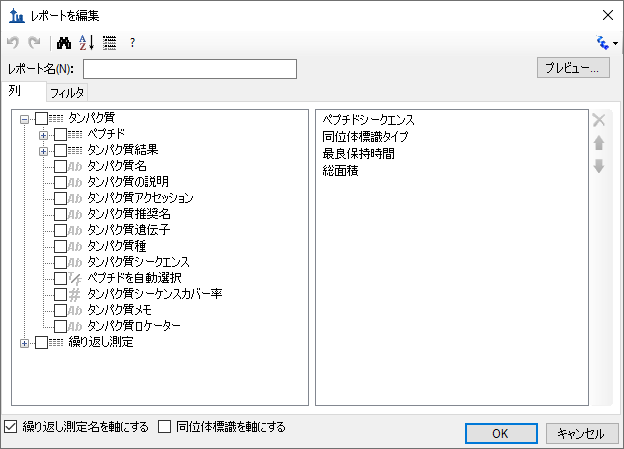 レポートを編集
A
Z
?
レポート名(N):
プレビュー...
列
フィルタ
タンパク質
ペプチド
タンパク質結果
Ab タンパク質名
Ab タンパク質の説明
Ab タンパク質アクセッション
Ab タンパク質推奨名
Ab タンパク質遺伝子
Ab タンパク質種
Ab タンパク質シークエンス
T/F ペプチドを自動選択
# タンパク質シーケンスカバー率
Ab タンパク質メモ
Ab タンパク質ロケーター
繰り返し測定
ペプチドシークエンス
同位体標識タイプ
最良保持時間
総面積
繰り返し測定名を軸にする
同位体標識を軸にする
OK
キャンセル